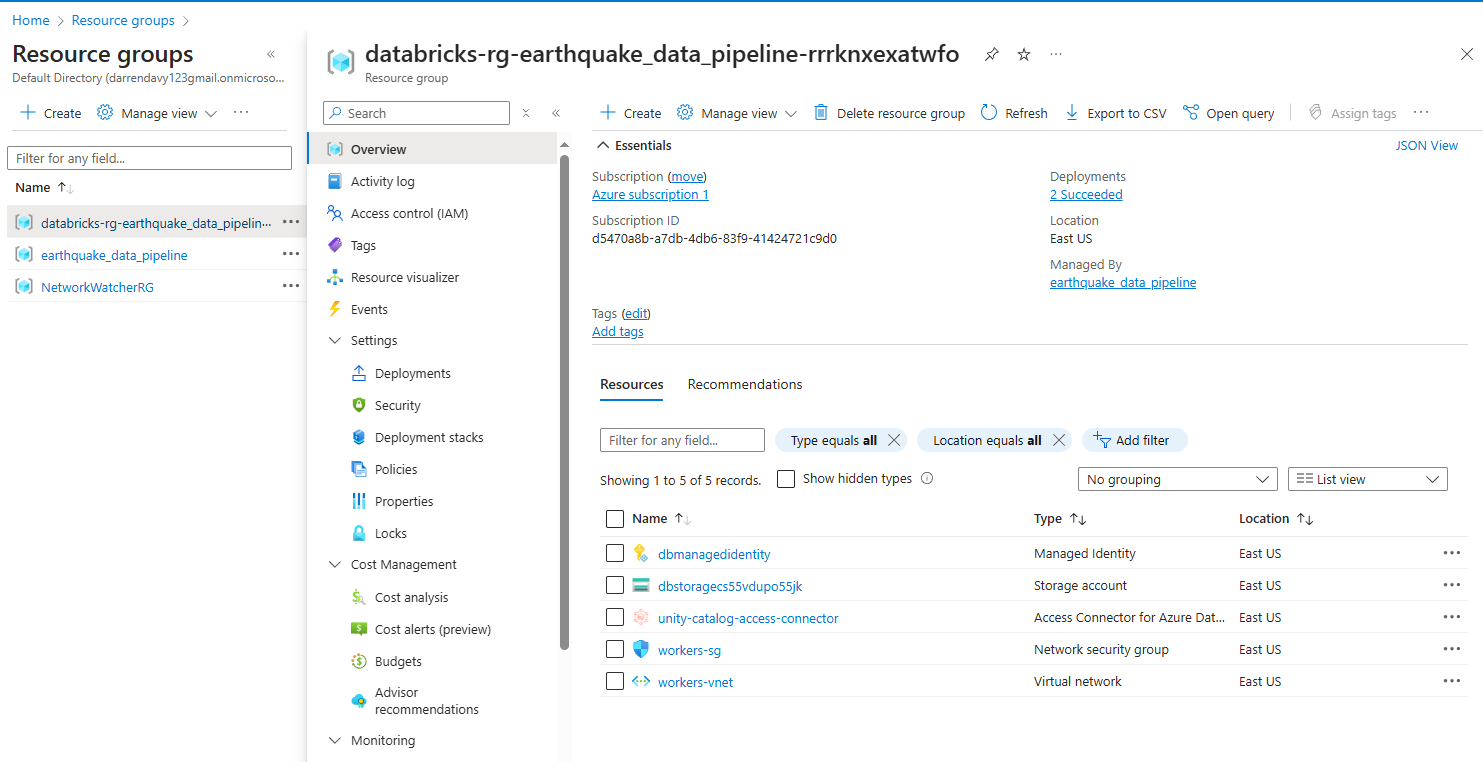 Home > Resource groups >
Resource groups «
Default Directory (darrendavy123gmail.onmicroso...
Create Manage view ...
Filter for any field...
Name
databricks-rg-earthquake_data_pipelin... ...
earthquake_data_pipeline ...
NetworkWatcherRG ...
databricks-rg-earthquake_data_pipeline-rrrknxexatwfo ...
Resource group
Search «
Overview
Activity log
Access control (IAM)
Tags
Resource visualizer
Events
Settings
Deployments
Security
Deployment stacks
Policies
Properties
Locks
Cost Management
Cost analysis
Cost alerts (preview)
Budgets
Advisor
recommendations
Monitoring
Create Manage view Delete resource group Refresh Export to CSV Open query Assign tags ...
Essentials JSON View
Subscription (move)
Azure subscription 1
Subscription ID
d5470a8b-a7db-4db6-83f9-41424721c9d0
Deployments
2 Succeeded
Location
East US
Managed By
earthquake_data_pipeline
Tags (edit)
Add tags
Resources Recommendations
Filter for any field... Type equals all Location equals all Add filter
Showing 1 to 5 of 5 records. Show hidden types No grouping List view
Name Type Location
dbmanagedidentity Managed Identity East US ...
dbstoragecs55vdupo55jk Storage account East US ...
unity-catalog-access-connector Access Connector for Azure Dat... East US ...
workers-sg Network security group East US ...
workers-vnet Virtual network East US ...